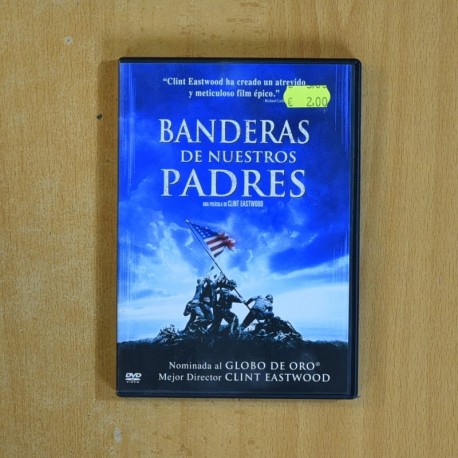 “Clint Eastwood ha creado un atrevido
y meticuloso film épico.”
€ 2,00
BANDERAS
DE NUESTROS
PADRES
UNA PELÍCULA DE CLINT EASTWOOD
Nominada al GLOBO DE ORO®
Mejor Director CLINT EASTWOOD
DVD
VIDEO